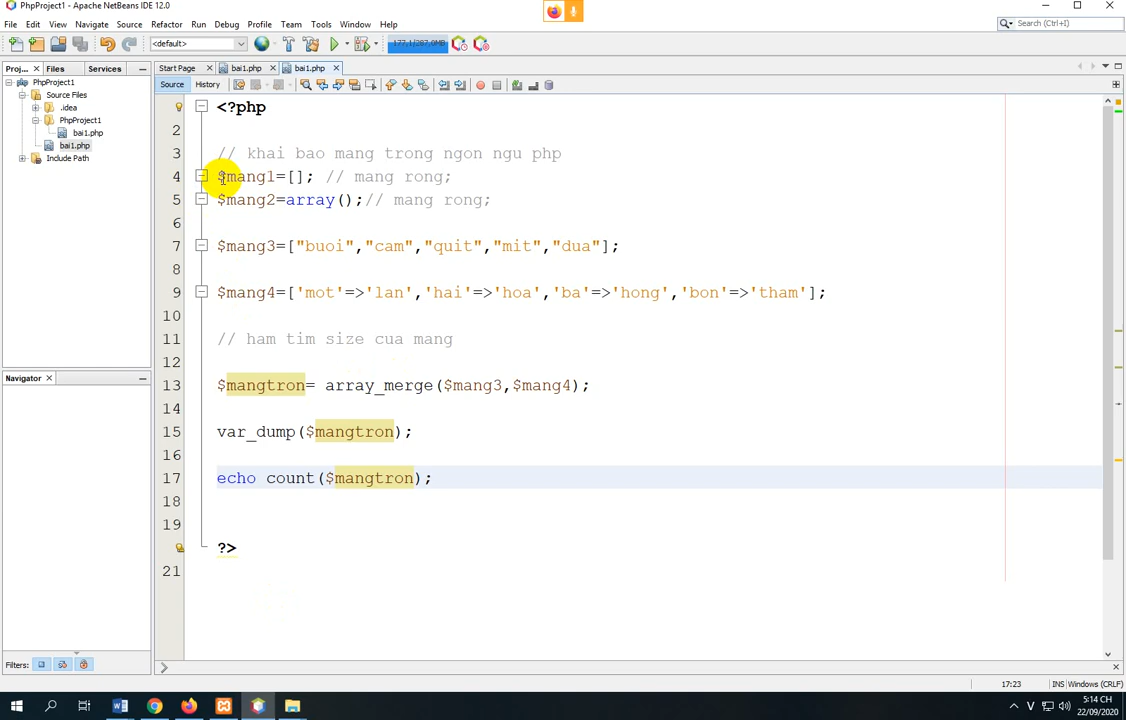 PhpProject1 - Apache NetBeans IDE 12.0
File Edit View Navigate Source Refactor Run Debug Profile Team Tools Window Help
Search (Ctrl+I)
<default>
177,1/287,0MB
Proj... Files Services
Start Page bai1.php bai1.php
PhpProject1
Source Files
.idea
PhpProject1
bai1.php
bai1.php
Include Path
Source History
<?php
2
3 // khai bao mang trong ngon ngu php
4 $mang1=[]; // mang rong;
5 $mang2=array();// mang rong;
6
7 $mang3=["buoi","cam","quit","mit","dua"];
8
9 $mang4=['mot'=>'lan','hai'=>'hoa','ba'=>'hong','bon'=>'tham'];
10
11 // ham tim size cua mang
12
13 $mangtron= array_merge($mang3,$mang4);
14
15 var_dump($mangtron);
16
17 echo count($mangtron);
18
19
?>
21
Navigator
Filters:
17:23 INS Windows (CRLF)
V
5:14 CH
22/09/2020